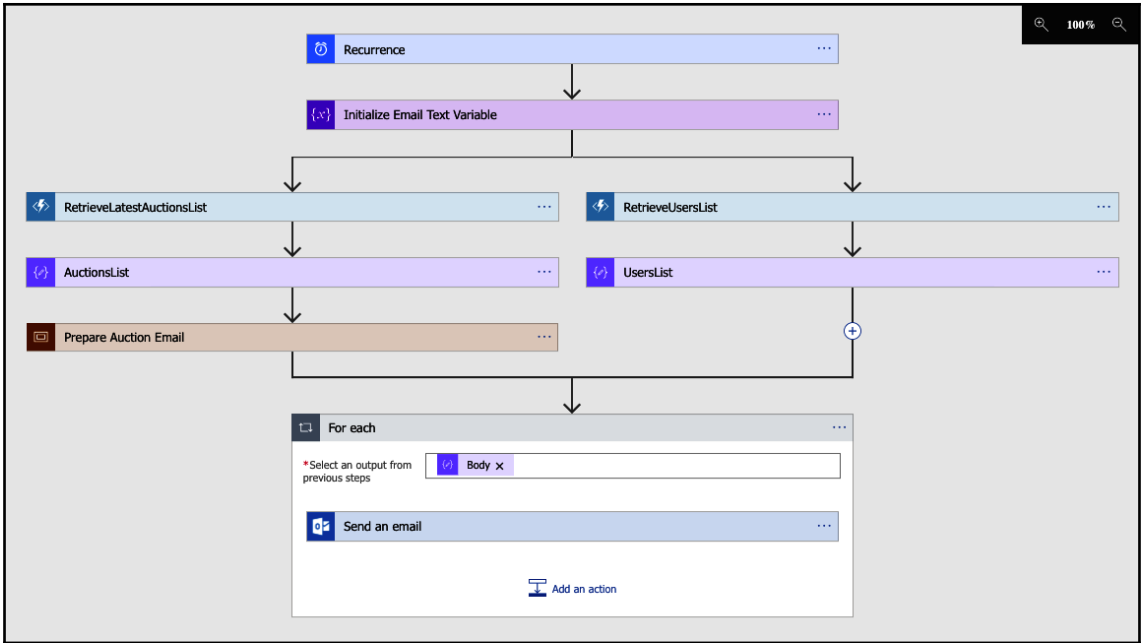 100%
Recurrence
Initialize Email Text Variable
RetrieveLatestAuctionsList
RetrieveUsersList
AuctionsList
UsersList
Prepare Auction Email
For each
*Select an output from
previous steps
Body ×
Send an email
Add an action